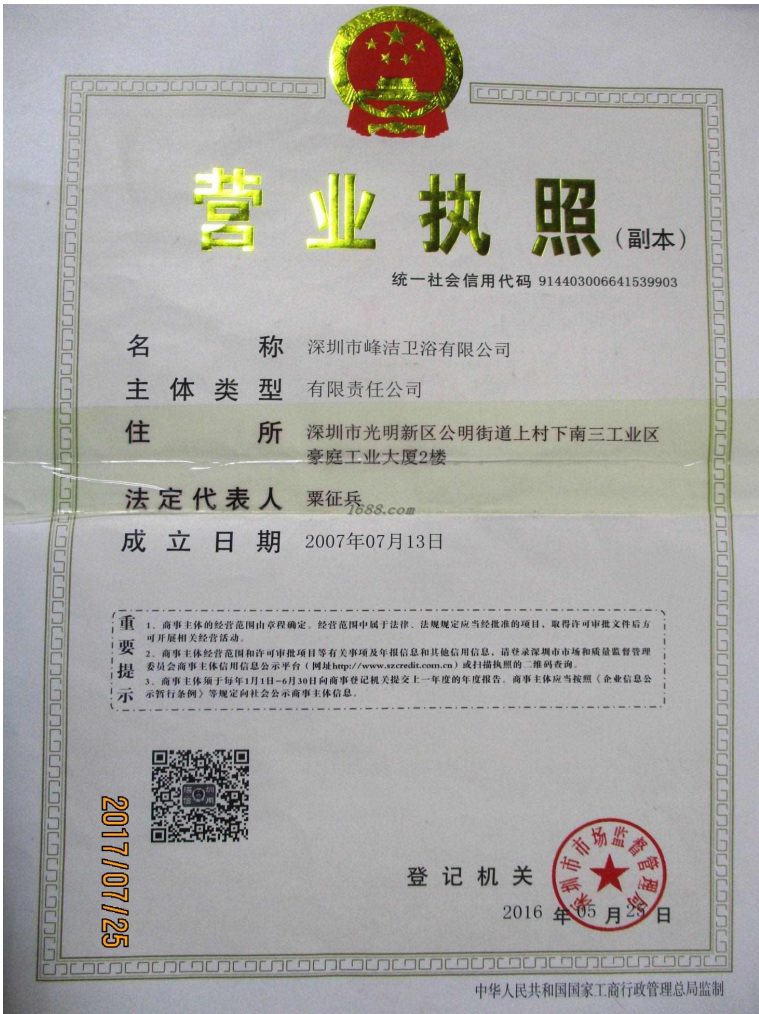 营业执照(副本)
统一社会信用代码 914403006641539903
名称 深圳市峰洁卫浴有限公司
主体类型 有限责任公司
住所 深圳市光明新区公明街道上村下南三工业区
豪庭工业大厦2楼
法定代表人 粟征兵
1688.com
成立日期 2007年07月13日
重要提示
1、商事主体的经营范围由章程确定。经营范围中属于法律、法规规定应当经批准的项目,取得许可审批文件后方
可开展相关经营活动。
2、商事主体经营范围和许可审批项目等有关事项及年报信息和其他信用信息,请登录深圳市市场和质量监督管理
委员会商事主体信用信息公示平台(网址http://www.szcredit.com.cn)或扫描执照的二维码查询。
3、商事主体须于每年1月1日-6月30日向商事登记机关提交上一年度的年度报告。商事主体应当按照《企业信息公
示暂行条例》等规定向社会公示商事主体信息。
深圳信用
2017/07/25
深圳市市场监督管理局
登记机关
2016年05月25日
中华人民共和国国家工商行政管理总局监制